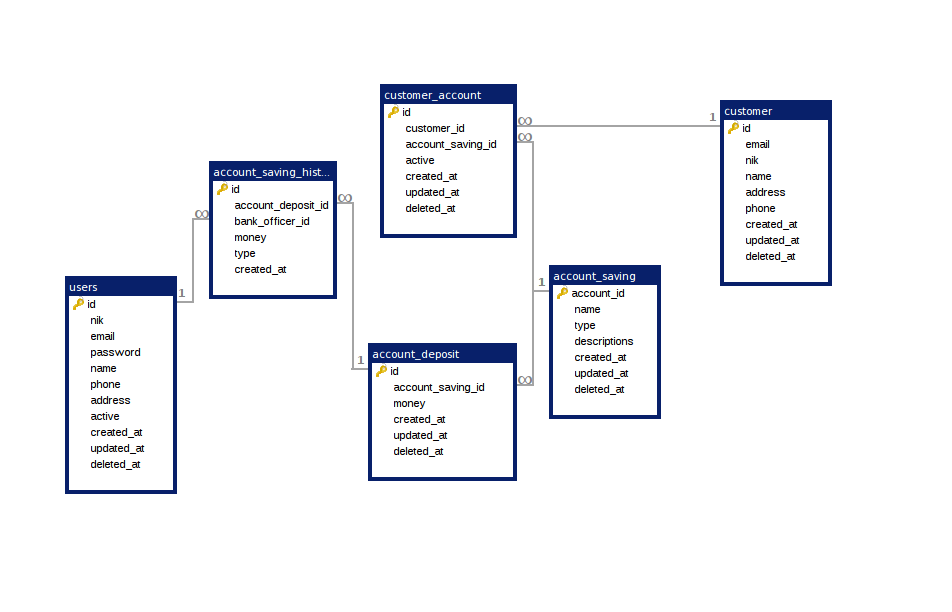 customer_account
id
customer_id
account_saving_id
active
created_at
updated_at
deleted_at
∞
∞
1
customer
id
email
nik
name
address
phone
created_at
updated_at
deleted_at
account_saving_hist...
id
account_deposit_id
bank_officer_id
money
type
created_at
∞
∞
1
users
id
nik
email
password
name
phone
address
active
created_at
updated_at
deleted_at
1
account_deposit
id
account_saving_id
money
created_at
updated_at
deleted_at
∞
1
account_saving
account_id
name
type
descriptions
created_at
updated_at
deleted_at